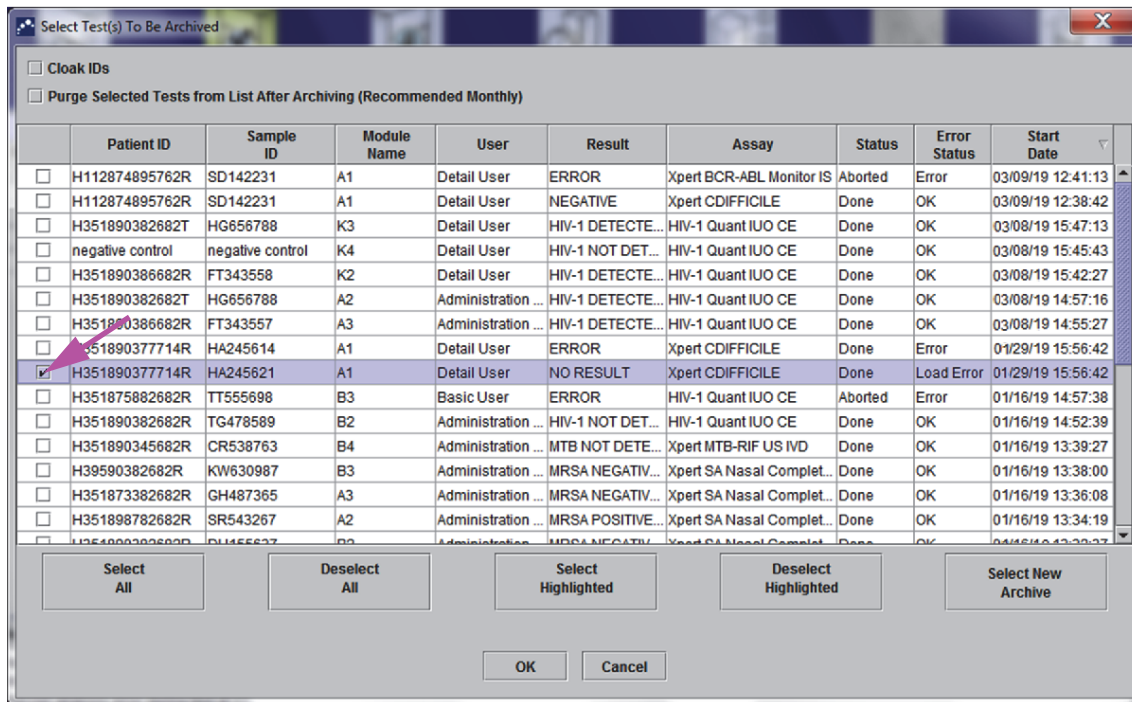 Select Test(s) To Be Archived
Cloak IDs
Purge Selected Tests from List After Archiving (Recommended Monthly)
Patient ID Sample ID Module Name User Result Assay Status Error Status Start Date
H112874895762R SD142231 A1 Detail User ERROR Xpert BCR-ABL Monitor IS Aborted Error 03/09/19 12:41:13
H112874895762R SD142231 A1 Detail User NEGATIVE Xpert CDIFFICILE Done OK 03/09/19 12:38:42
H351890382682T HG656788 K3 Detail User HIV-1 DETECTE... HIV-1 Quant IUO CE Done OK 03/08/19 15:47:13
negative control negative control K4 Detail User HIV-1 NOT DET... HIV-1 Quant IUO CE Done OK 03/08/19 15:45:43
H351890386682R FT343558 K2 Detail User HIV-1 DETECTE... HIV-1 Quant IUO CE Done OK 03/08/19 15:42:27
H351890382682T HG656788 A2 Administration ... HIV-1 DETECTE... HIV-1 Quant IUO CE Done OK 03/08/19 14:57:16
H351890386682R FT343557 A3 Administration ... HIV-1 DETECTE... HIV-1 Quant IUO CE Done OK 03/08/19 14:55:27
351890377714R HA245614 A1 Detail User ERROR Xpert CDIFFICILE Done Error 01/29/19 15:56:42
H351890377714R HA245621 A1 Detail User NO RESULT Xpert CDIFFICILE Done Load Error 01/29/19 15:56:42
H351875882682R TT555698 B3 Basic User ERROR HIV-1 Quant IUO CE Aborted Error 01/16/19 14:57:38
H351890382682R TG478589 B2 Administration ... HIV-1 NOT DET... HIV-1 Quant IUO CE Done OK 01/16/19 14:52:39
H351890345682R CR538763 B4 Administration ... MTB NOT DETE... Xpert MTB-RIF US IVD Done OK 01/16/19 13:39:27
H39590382682R KW630987 B3 Administration ... MRSA NEGATIV... Xpert SA Nasal Complet... Done OK 01/16/19 13:38:00
H351873382682R GH487365 A3 Administration ... MRSA NEGATIV... Xpert SA Nasal Complet... Done OK 01/16/19 13:36:08
H351898782682R SR543267 A2 Administration ... MRSA POSITIVE... Xpert SA Nasal Complet... Done OK 01/16/19 13:34:19
Select All Deselect All Select Highlighted Deselect Highlighted Select New Archive
OK Cancel